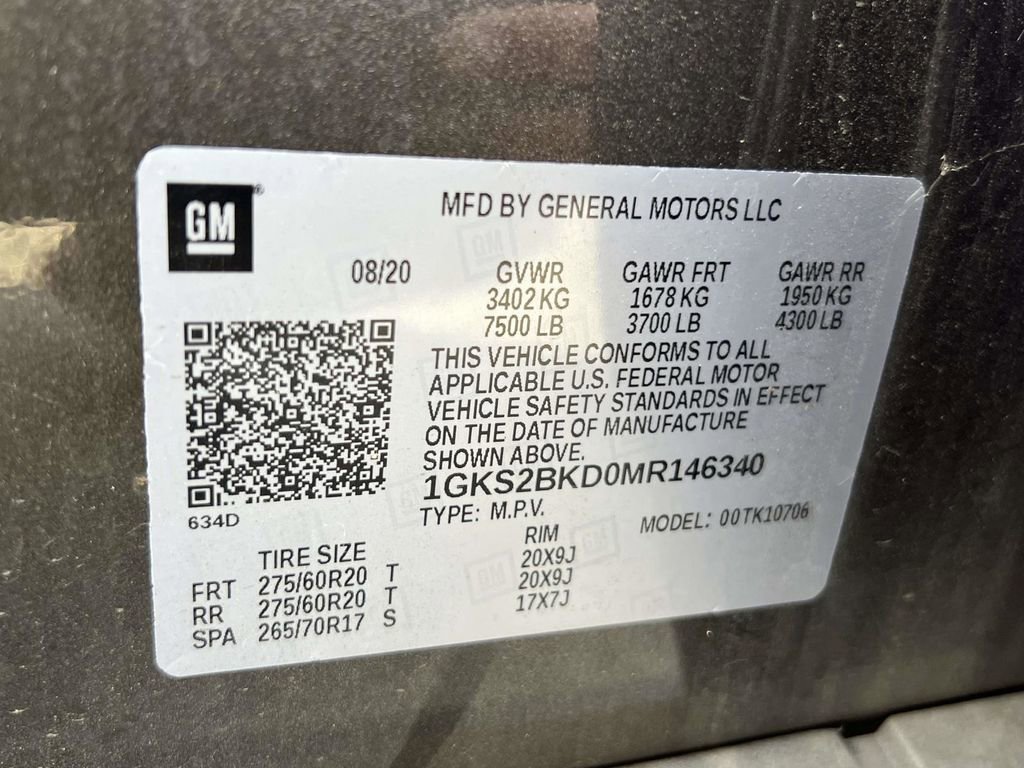 GM®
MFD BY GENERAL MOTORS LLC
08/20 GVWR GAWR FRT GAWR RR
3402 KG 1678 KG 1950 KG
7500 LB 3700 LB 4300 LB
THIS VEHICLE CONFORMS TO ALL
APPLICABLE U.S. FEDERAL MOTOR
VEHICLE SAFETY STANDARDS IN EFFECT
ON THE DATE OF MANUFACTURE
SHOWN ABOVE.
1GKS2BKD0MR146340
634D
TYPE: M.P.V. MODEL: 00TK10706
TIRE SIZE RIM
FRT 275/60R20 T 20X9J
RR 275/60R20 T 20X9J
SPA 265/70R17 S 17X7J